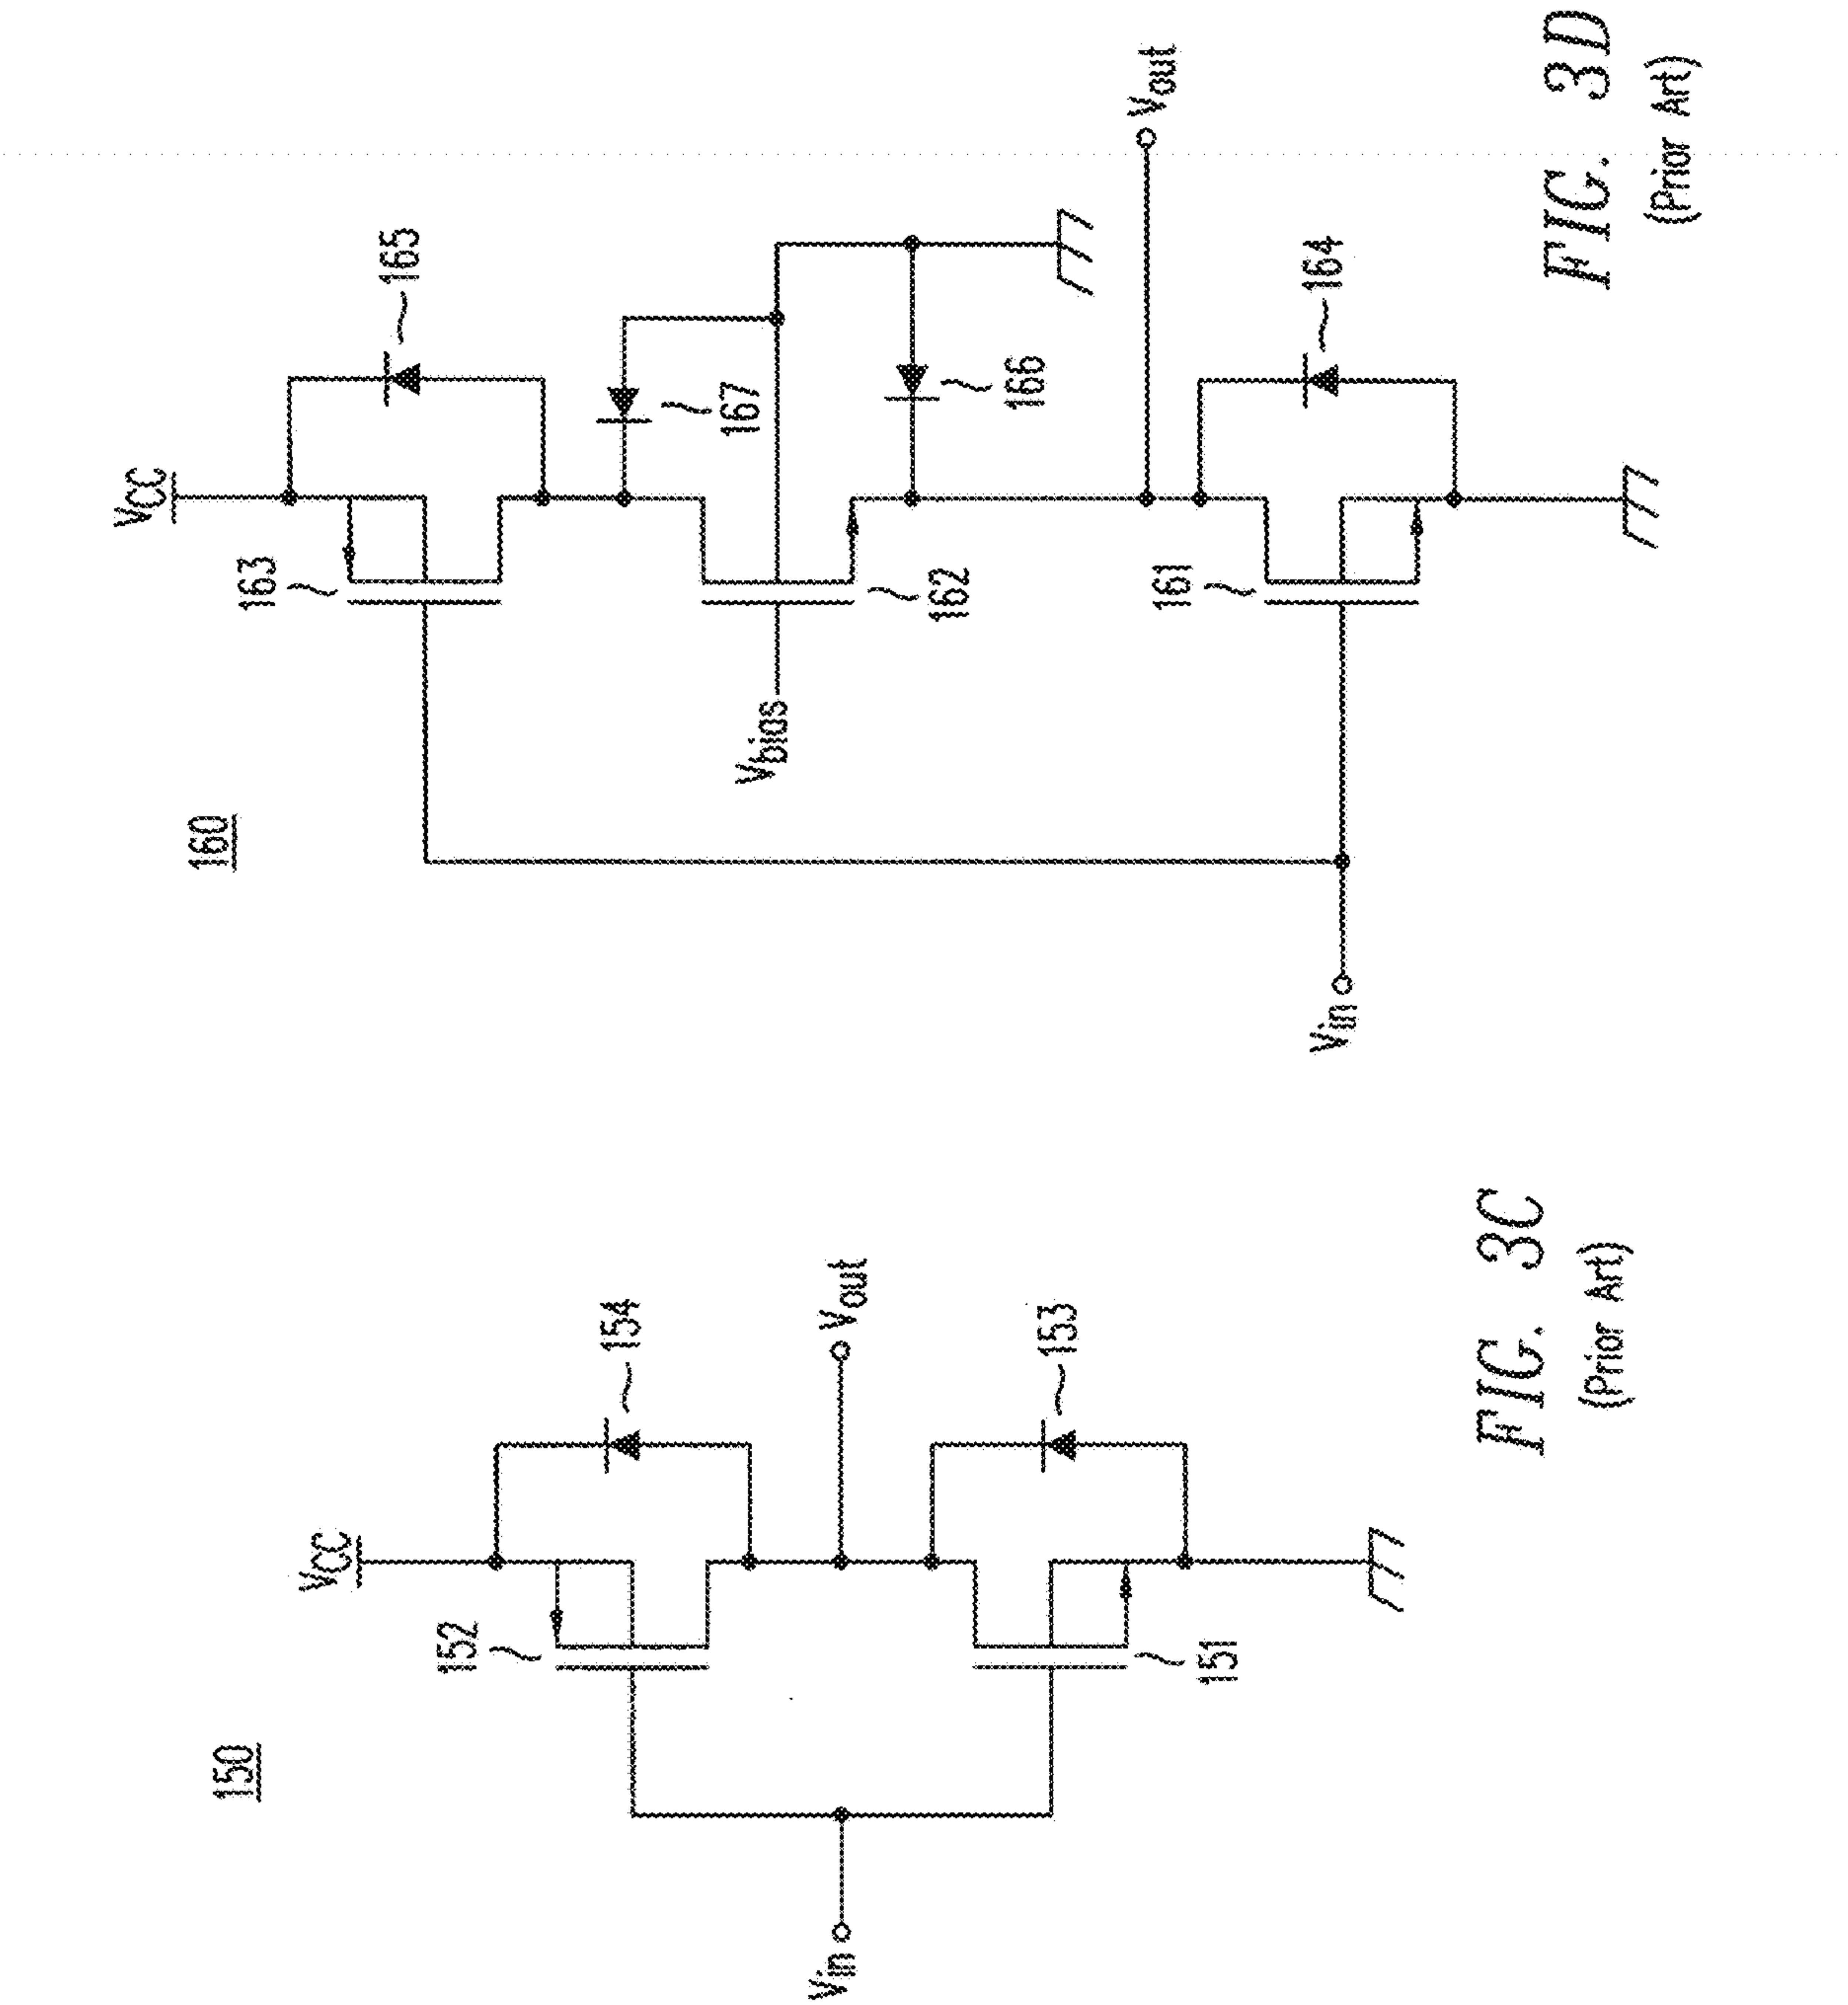 150
VCC
152
154
Vin
Vout
151
153
FIG. 3C
(Prior Art)
160
VCC
163
165
167
Vbias
162
166
Vout
161
164
Vin
FIG. 3D
(Prior Art)